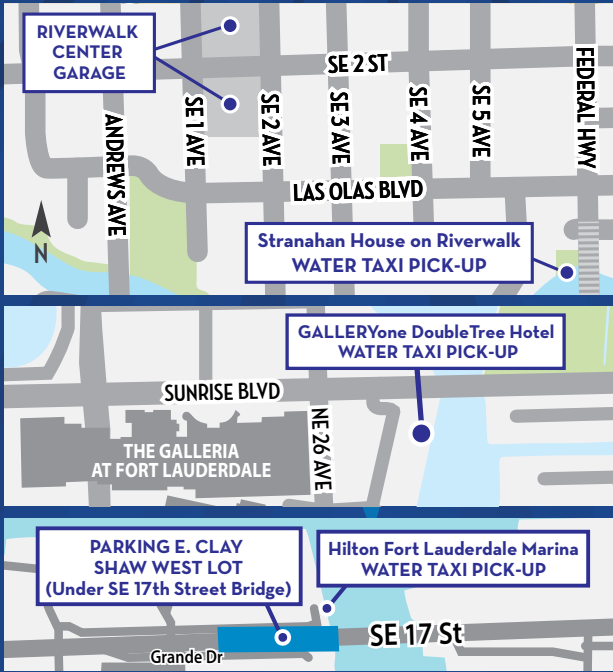 RIVERWALK
CENTER
GARAGE
SE 2 ST
FEDERAL HWY
ANDREWS AVE
SE 1 AVE
SE 2 AVE
SE 3 AVE
SE 4 AVE
SE 5 AVE
LAS OLAS BLVD
N
Stranahan House on Riverwalk
WATER TAXI PICK-UP
GALLERYone DoubleTree Hotel
WATER TAXI PICK-UP
SUNRISE BLVD
NE 26 AVE
THE GALLERIA
AT FORT LAUDERDALE
PARKING E. CLAY
SHAW WEST LOT
(Under SE 17th Street Bridge)
Hilton Fort Lauderdale Marina
WATER TAXI PICK-UP
SE 17 St
Grande Dr